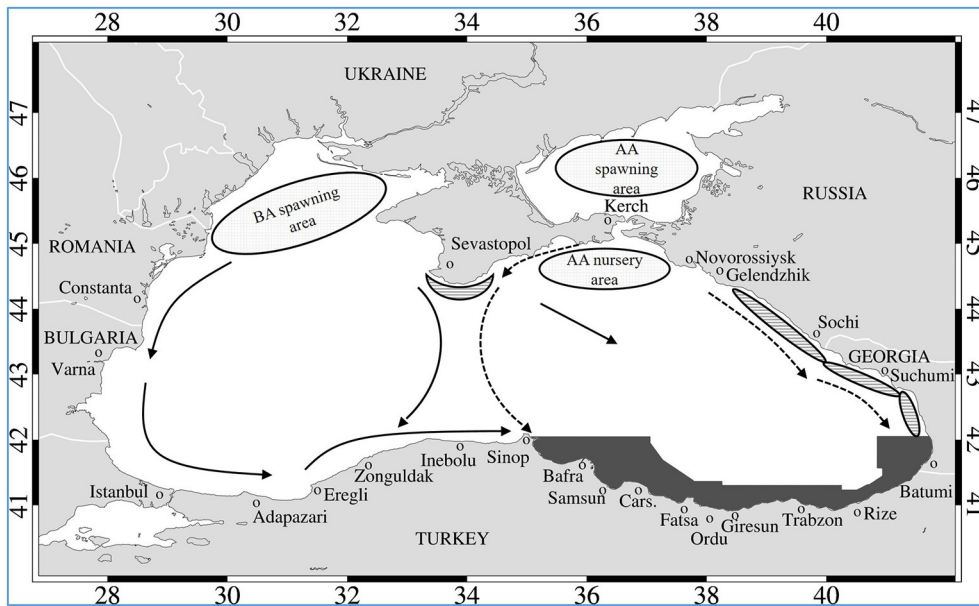 28 30 32 34 36 38 40
UKRAINE
47 47
AA
spawning
area
46 46
RUSSIA
BA spawning
area
Kerch
ROMANIA
Sevastopol
45 45
AA nursery
area
Novorossiysk
Gelendzhik
Constanta
44 44
Sochi
BULGARIA
GEORGIA
Varna
43 43
Suchumi
42 42
Sinop
Inebolu
Zonguldak
Bafra
Batumi
Istanbul
Eregli
Samsun
Cars.
41 41
Adapazari
Fatsa
Trabzon
Rize
Giresun
Ordu
TURKEY
28 30 32 34 36 38 40